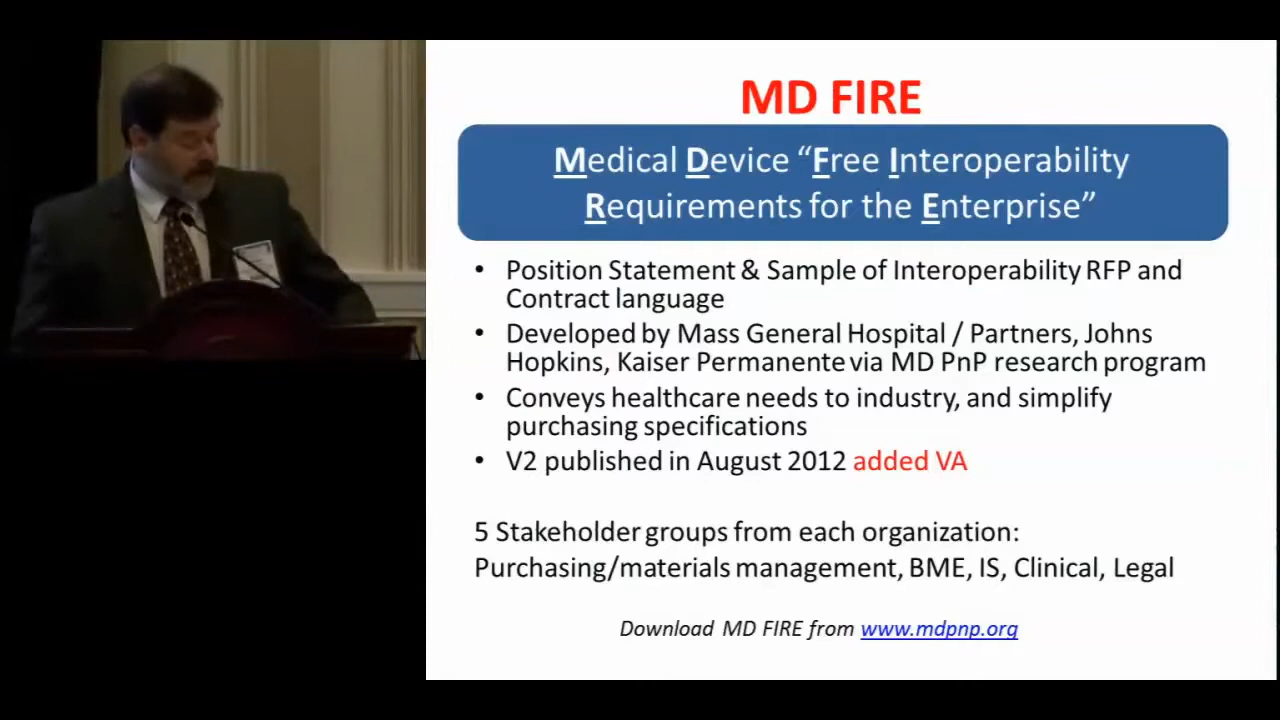 MD FIRE
Medical Device “Free Interoperability
Requirements for the Enterprise”
• Position Statement & Sample of Interoperability RFP and
Contract language
• Developed by Mass General Hospital / Partners, Johns
Hopkins, Kaiser Permanente via MD PnP research program
• Conveys healthcare needs to industry, and simplify
purchasing specifications
• V2 published in August 2012 added VA
5 Stakeholder groups from each organization:
Purchasing/materials management, BME, IS, Clinical, Legal
Download MD FIRE from www.mdpnp.org